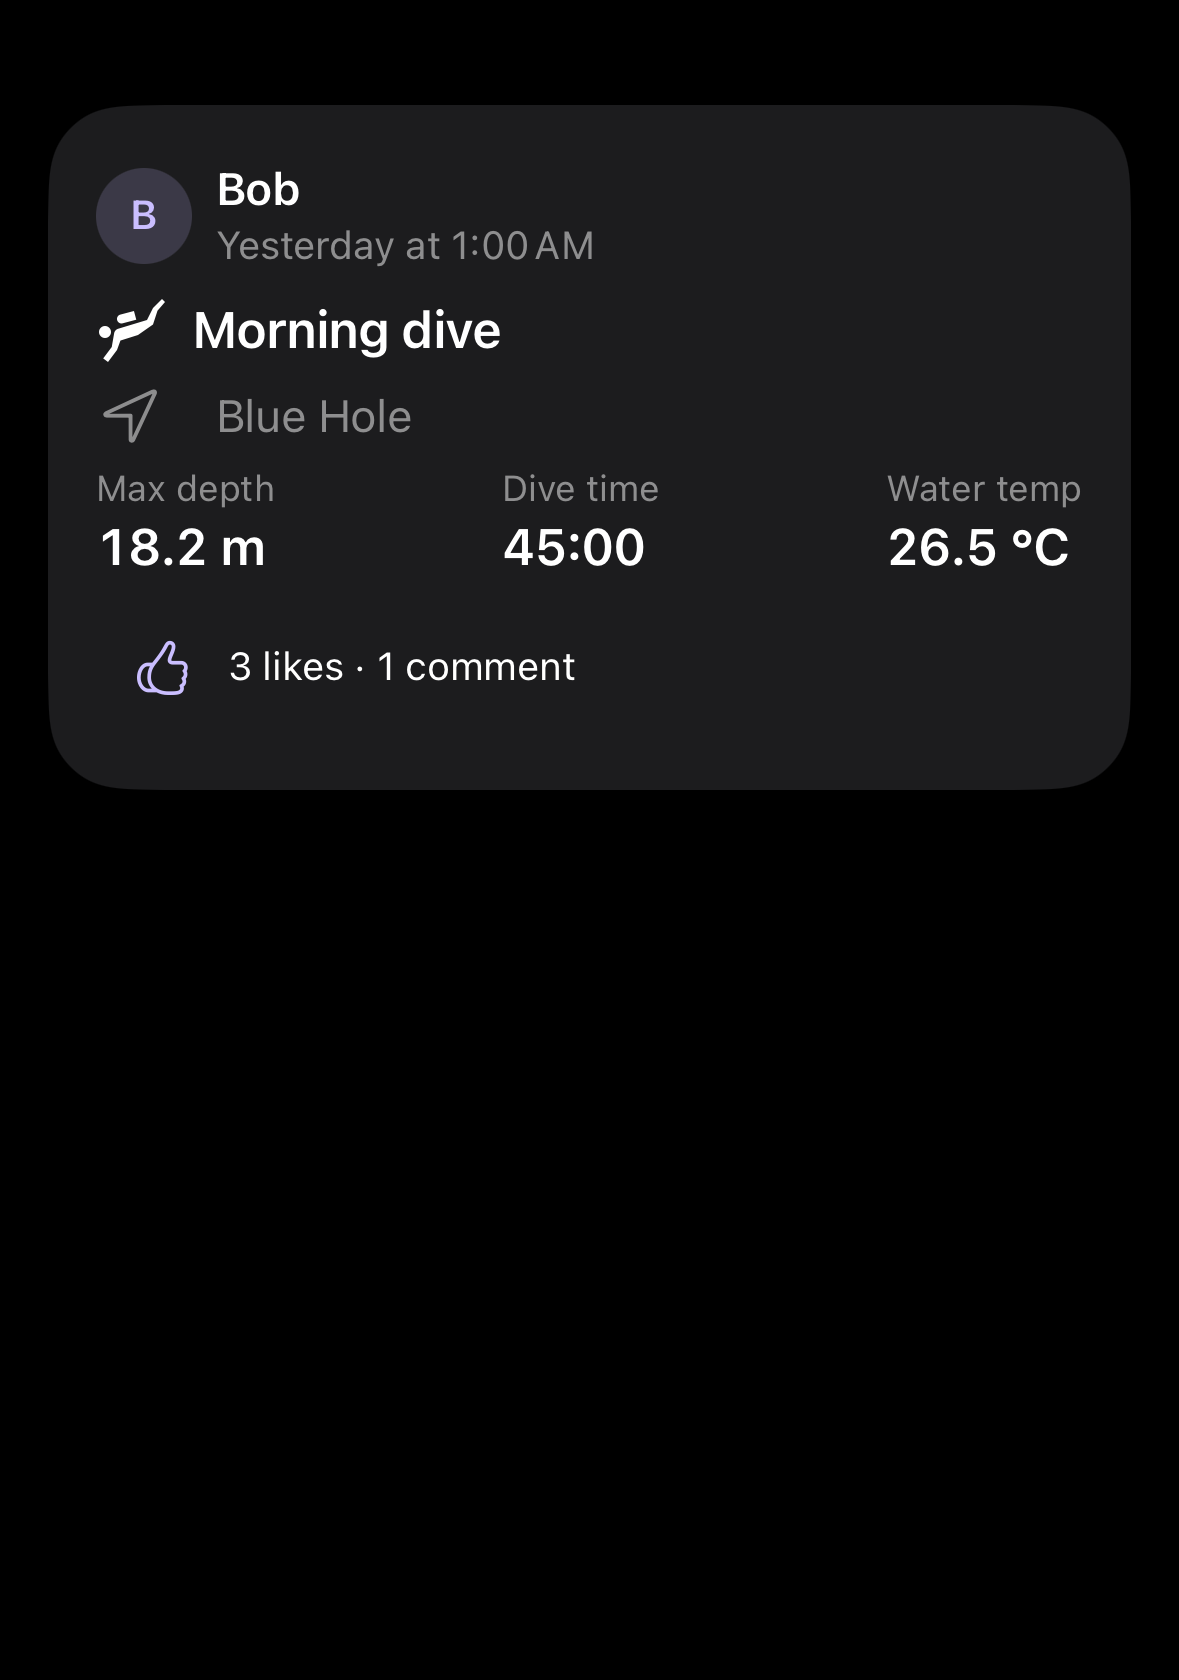 B
Bob
Yesterday at 1:00 AM
Morning dive
Blue Hole
Max depth Dive time Water temp
18.2 m 45:00 26.5 °C
3 likes · 1 comment